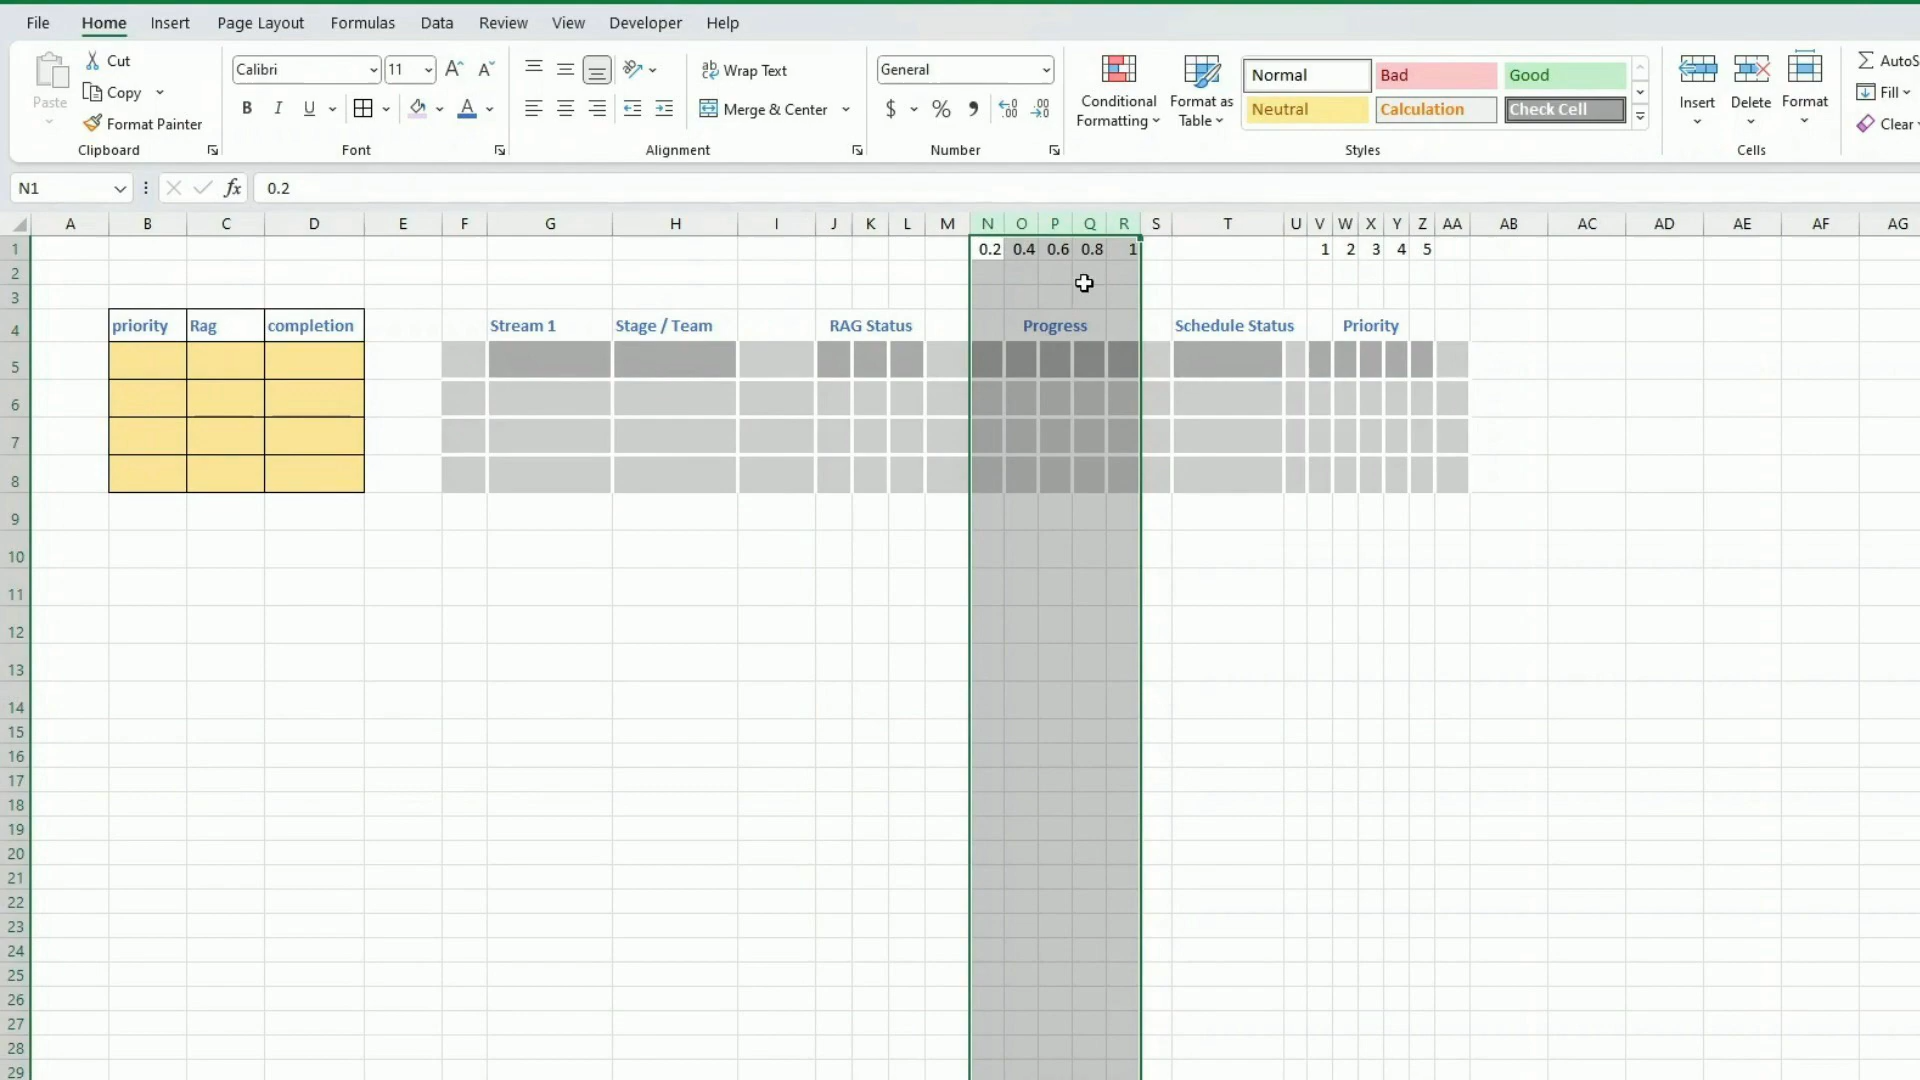 File Home Insert Page Layout Formulas Data Review View Developer Help
Paste
Cut
Copy
Format Painter
Clipboard
Calibri 11
B I U
Font
Wrap Text
Merge & Center
Alignment
General
$ % ,
Number
Conditional Formatting
Format as Table
Normal Bad Good
Neutral Calculation Check Cell
Styles
Insert Delete Format
Cells
AutoS
Fill
Clear
N1 fx 0.2
A B C D E F G H I J K L M N O P Q R S T U V W X Y Z AA AB AC AD AE AF AG
1 0.2 0.4 0.6 0.8 1 1 2 3 4 5
2
3
4 priority Rag completion Stream 1 Stage / Team RAG Status Progress Schedule Status Priority
5
6
7
8
9
10
11
12
13
14
15
16
17
18
19
20
21
22
23
24
25
26
27
28
29